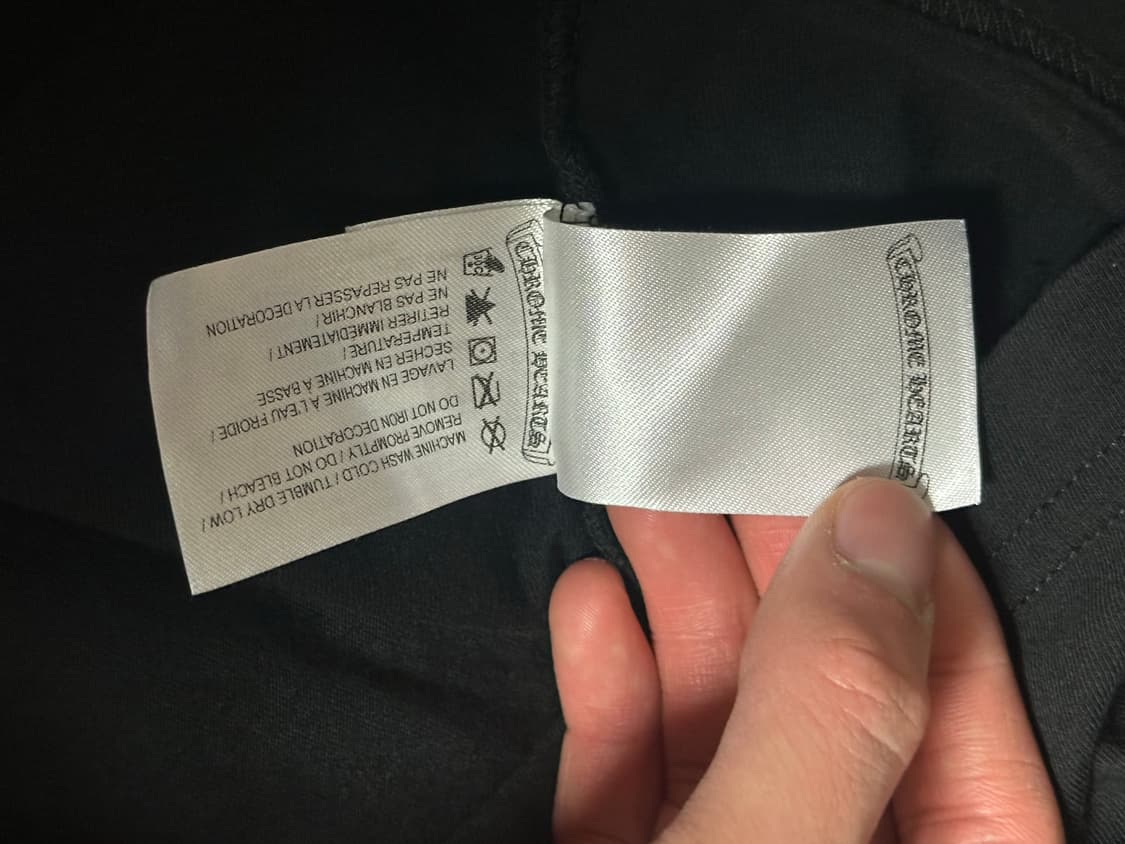 CHROME HEARTS
MACHINE WASH COLD / TUMBLE DRY LOW /
REMOVE PROMPTLY / DO NOT BLEACH /
DO NOT IRON DECORATION
LAVAGE EN MACHINE À L'EAU FROIDE /
SECHER EN MACHINE À BASSE
TEMPERATURE /
RETIRER IMMEDIATEMENT /
NE PAS BLANCHIR /
NE PAS REPASSER LA DECORATION
CHROME HEARTS